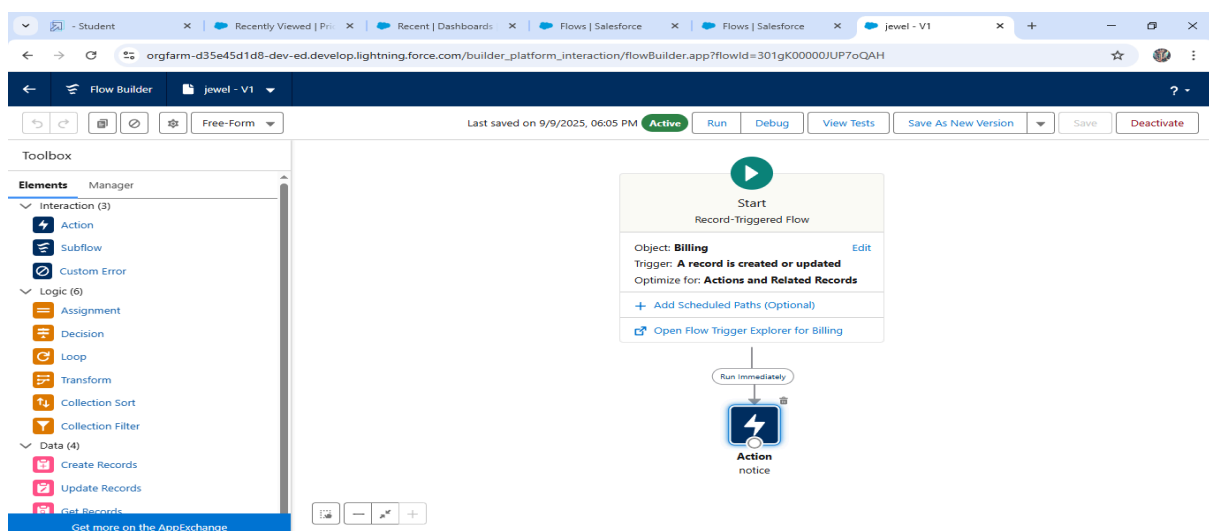 - Student
Recently Viewed | Pri
Recent | Dashboards
Flows | Salesforce
Flows | Salesforce
jewel - V1
orgfarm-d35e45d1d8-dev-ed.develop.lightning.force.com/builder_platform_interaction/flowBuilder.app?flowId=301gK00000JUP7oQAH
Flow Builder
jewel - V1
?
Free-Form
Last saved on 9/9/2025, 06:05 PM
Active
Run
Debug
View Tests
Save As New Version
Save
Deactivate
Toolbox
Elements
Manager
Interaction (3)
Action
Subflow
Custom Error
Logic (6)
Assignment
Decision
Loop
Transform
Collection Sort
Collection Filter
Data (4)
Create Records
Update Records
Get Records
Get more on the AppExchange
Start
Record-Triggered Flow
Object: Billing
Edit
Trigger: A record is created or updated
Optimize for: Actions and Related Records
+ Add Scheduled Paths (Optional)
Open Flow Trigger Explorer for Billing
Run Immediately
Action
notice